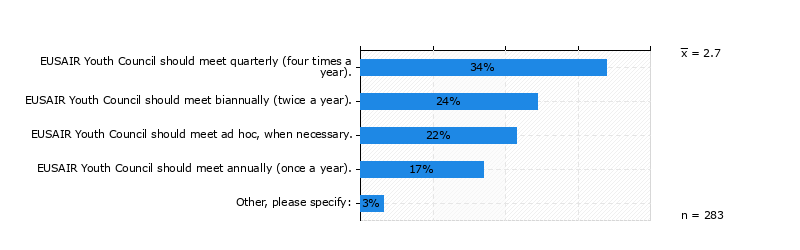 x̅ = 2.7
EUSAIR Youth Council should meet quarterly (four times a
year).
34%
EUSAIR Youth Council should meet biannually (twice a year).
24%
EUSAIR Youth Council should meet ad hoc, when necessary.
22%
EUSAIR Youth Council should meet annually (once a year).
17%
Other, please specify:
3%
n = 283